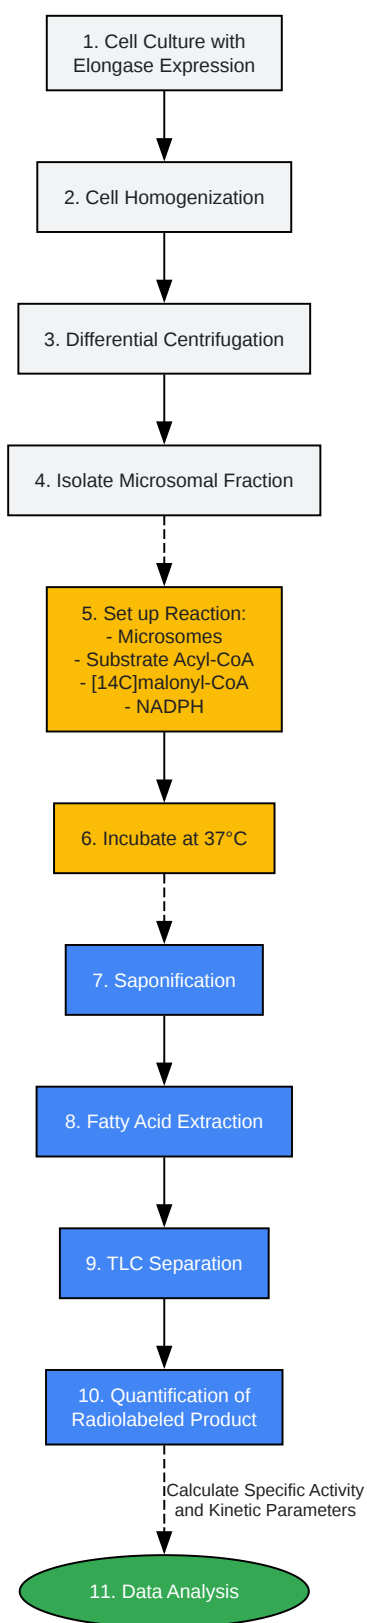 1. Cell Culture with
Elongase Expression
2. Cell Homogenization
3. Differential Centrifugation
4. Isolate Microsomal Fraction
5. Set up Reaction:
- Microsomes
- Substrate Acyl-CoA
- [14C]malonyl-CoA
- NADPH
6. Incubate at 37°C
7. Saponification
8. Fatty Acid Extraction
9. TLC Separation
10. Quantification of
Radiolabeled Product
Calculate Specific Activity
and Kinetic Parameters
11. Data Analysis